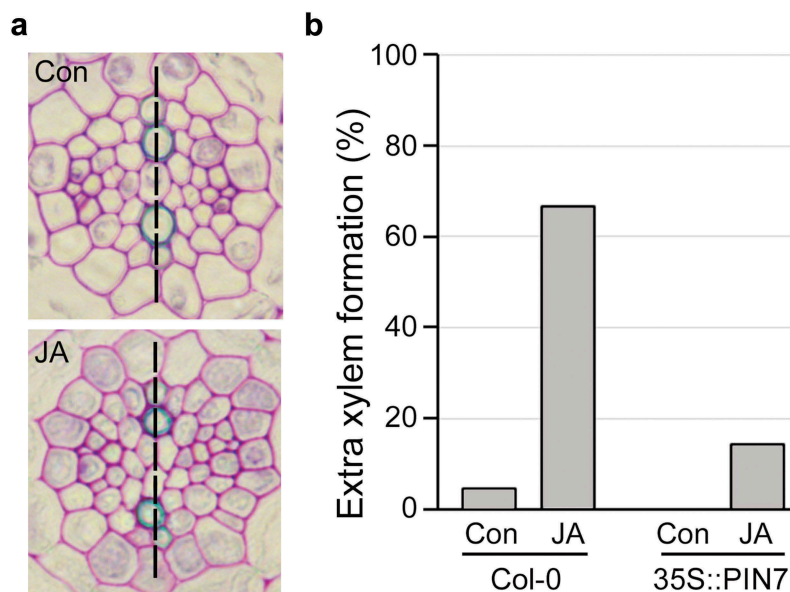 a
Con
JA
b
Extra xylem formation (%)
100
80
60
40
20
0
Con JA Con JA
Col-0 35S::PIN7